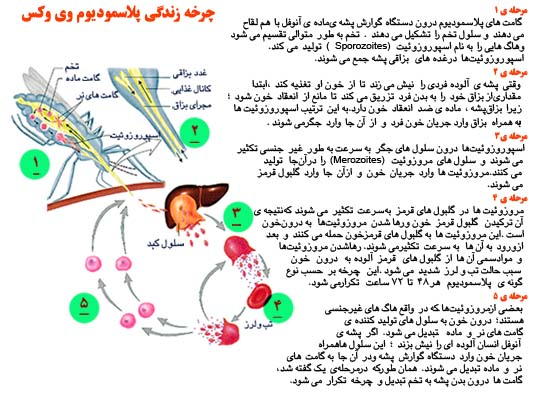 چرخه زندگی پلاسمودیوم وی وکس
مرحله ی ۱
گامت های پلاسمودیوم درون دستگاه گوارش پشه ی ماده ی آنوفل با هم لقاح
می دهند و سلول تخم را تشکیل می دهند . تخم به طور متوالی تقسیم می شود
وهاگ هایی را به نام اسپوروزوئیت (Sporozoites ) تولید می کند.
اسپوروزوئیت‌ها درغده های بزاقی پشه جمع می شوند.
مرحله ی ۲
وقتی پشه ی آلوده فردی را نیش می زند تا از خون او تغذیه کند ،ابتدا
مقداری‌از بزاق خود را به بدن فرد تزریق می کند تا مانع از انعقاد خون شود ؛
زیرا بزاق‌پشه ، ماده ی ضد انعقاد خون دارد.به این ترتیب اسپوروزوئیت ها
به همراه بزاق وارد جریان خون فرد و از آن جا وارد جگرمی شوند .
مرحله ی۳
اسپوروزوئیت‌ها درون سلول های جگر به سرعت به طور غیر جنسی تکثیر
می شوند و سلول های مروزوئیت (Merozoites) را درآن‌جا تولید
می کنند.مروزوئیت ها وارد جریان خون و ازآن جا وارد گلبول قرمز
می شوند.
مرحله ی ۴
مروزوئیت ها در گلبول های قرمز به‌سرعت تکثیر می شوند که‌نتیجه ی
آن ترکیدن گلبول قرمز خون ورها شدن مروزوئیت‌ها به درون‌خون
است .این مروزوئیت ها به گلبول های قرمزخون حمله می کنند و بعد
ازورود به آن‌ها به سرعت تکثیرمی شوند. رهاشدن مروزوئیت‌ها
و موادسمی آن‌ها از گلبول های قرمز آلوده به درون خون
سبب حالت تب و لرز شدید می شود .این چرخه بر حسب نوع
گونه ی پلاسمودیوم هر۴۸ تا ۷۲ ساعت تکرارمی شود.
مرحله ی ۵
بعضی ازمروزوئیت‌ها که در واقع هاگ های غیرجنسی
هستند؛ درون خون به سلول های تولید کننده ی
گامت های نر و ماده تبدیل می شود. اگر پشه ی
آنوفل انسان آلوده ای را نیش بزند ؛ این سلول هاهمراه
جریان خون وارد دستگاه گوارش پشه ودر آن جا به گامت های
نر و ماده تبدیل می شوند. همان طورکه درمرحله‌ی یک گفته شد،
گامت ها درون بدن پشه به تخم تبدیل و چرخه تکرار می شود.
تخم
گامت ماده
گامت های نر
اسپوروزوئیت
۱
غدد بزاقی
کانال غذایی
مجرای بزاق
۲
سلول کبد
۳
۴
تب ولرز
۵